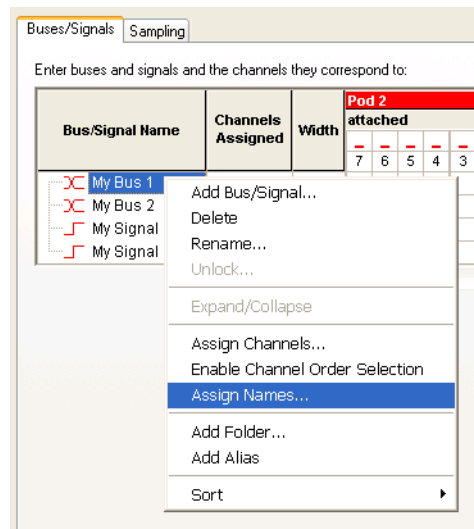 Buses/Signals Sampling
Enter buses and signals and the channels they correspond to:
Bus/Signal Name Channels Assigned Width Pod 2
attached
7 6 5 4 3
My Bus 1
My Bus 2
My Signal
My Signal
Add Bus/Signal...
Delete
Rename...
Unlock...
Expand/Collapse
Assign Channels...
Enable Channel Order Selection
Assign Names...
Add Folder...
Add Alias
Sort